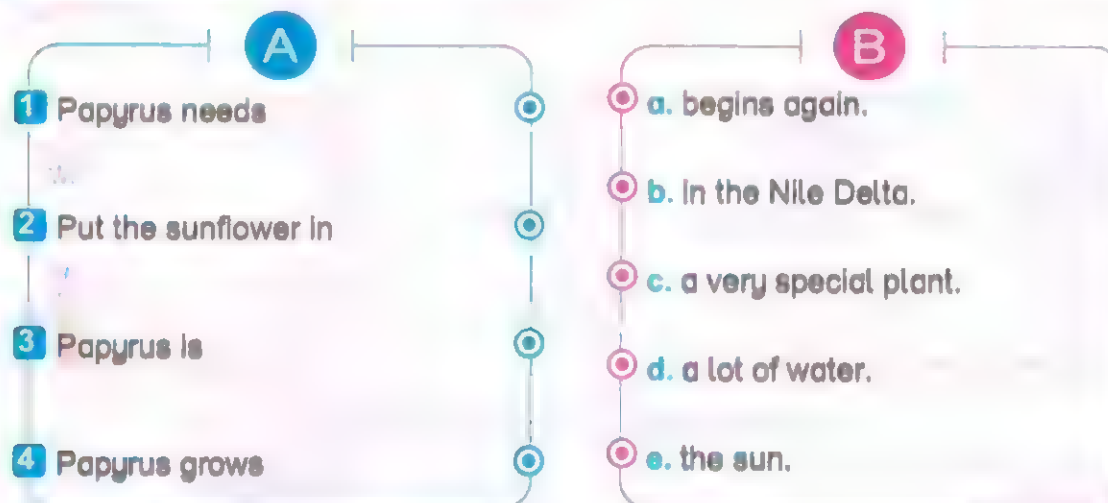 A
1 Papyrus needs
2 Put the sunflower in
3 Papyrus is
4 Papyrus grows
B
a. begins again.
b. in the Nile Delta.
c. a very special plant.
d. a lot of water.
e. the sun.